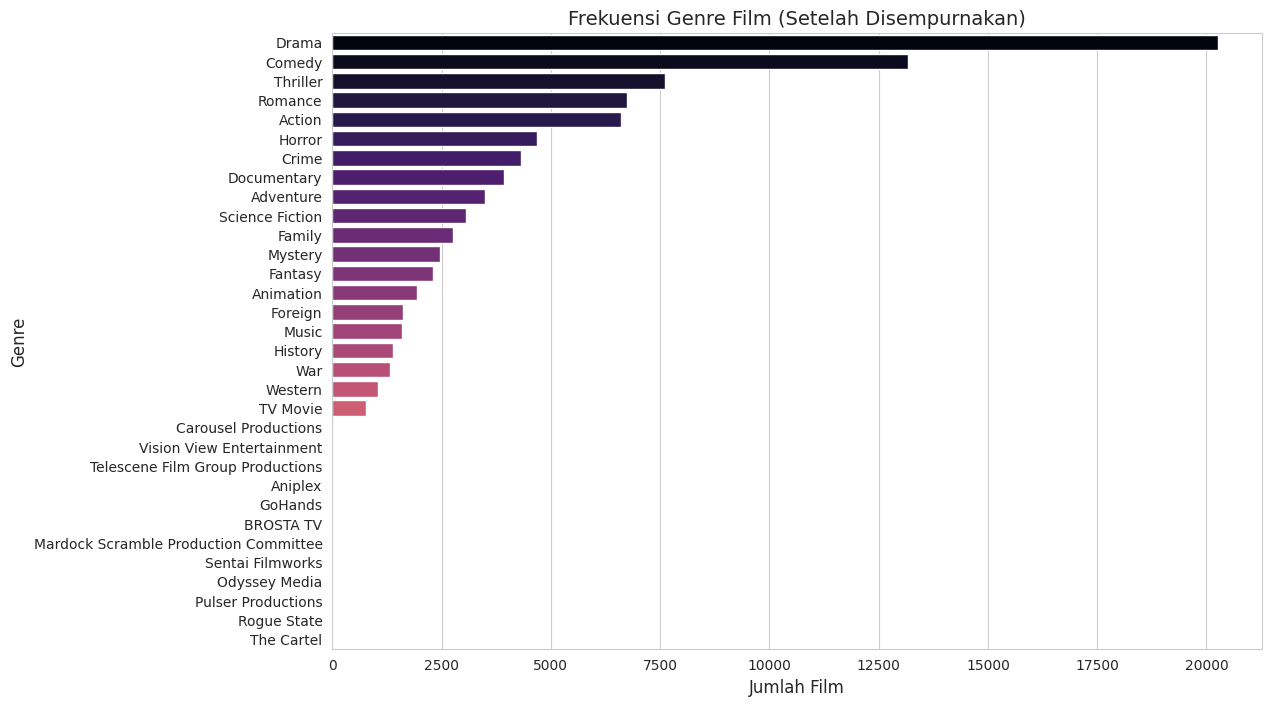 Frekuensi Genre Film (Setelah Disempurnakan)
Genre
Drama
Comedy
Thriller
Romance
Action
Horror
Crime
Documentary
Adventure
Science Fiction
Family
Mystery
Fantasy
Animation
Foreign
Music
History
War
Western
TV Movie
Carousel Productions
Vision View Entertainment
Telescene Film Group Productions
Aniplex
GoHands
BROSTA TV
Mardock Scramble Production Committee
Sentai Filmworks
Odyssey Media
Pulser Productions
Rogue State
The Cartel
0 2500 5000 7500 10000 12500 15000 17500 20000
Jumlah Film